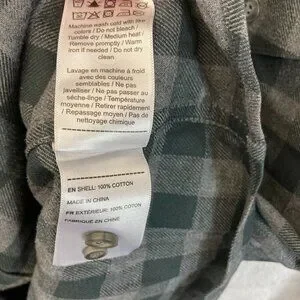 Machine wash cold with like
colors / Do not bleach /
Tumble dry / Medium heat /
Remove promptly / Warm
iron if needed / Do not dry
clean
Lavage en machine à froid
avec des couleurs
semblables / Ne pas
javelliser / Ne pas passer au
sèche-linge / Température
moyenne / Retirer rapidement
/ Repassage moyen / Pas de
nettoyage chimique
EN SHELL: 100% COTTON
MADE IN CHINA
FR EXTÉRIEUR: 100% COTON
FABRIQUÉ EN CHINE